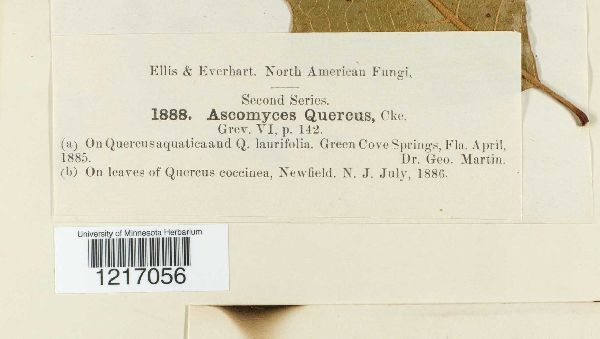 Ellis & Everhart. North American Fungi.
Second Series.
1888. Ascomyces Quercus, Cke.
Grev. VI, p. 142.
(a) On Quercus aquatica and Q. laurifolia. Green Cove Springs, Fla. April,
1885. Dr. Geo. Martin.
(b) On leaves of Quercus coccinea, Newfield. N. J. July, 1886.
University of Minnesota Herbarium
1217056